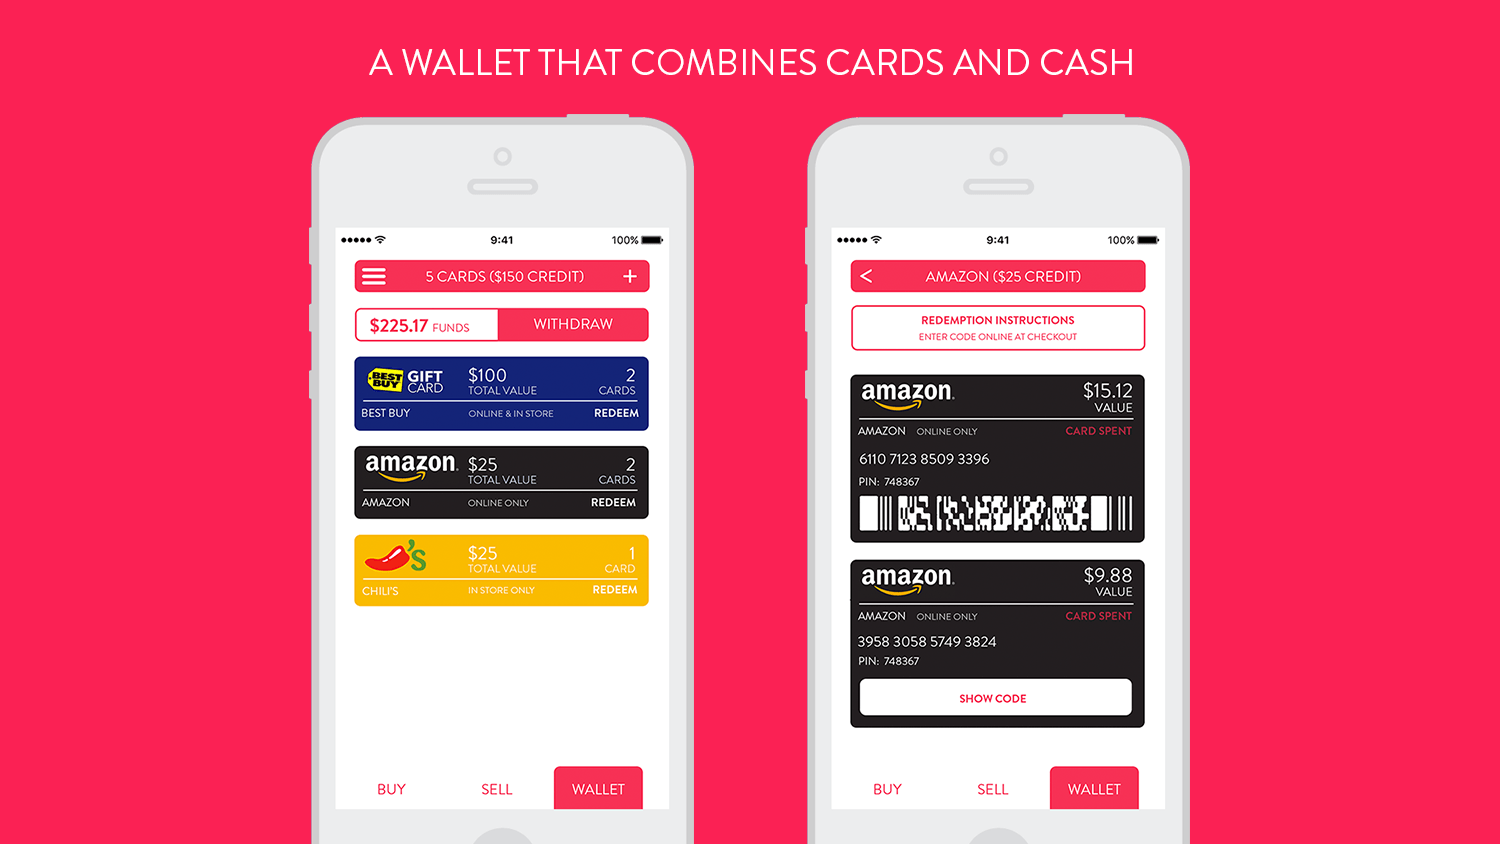 A WALLET THAT COMBINES CARDS AND CASH
9:41
100%
5 CARDS ($150 CREDIT) +
$225.17 FUNDS
WITHDRAW
BEST BUY
GIFT CARD
$100
TOTAL VALUE
2
CARDS
BEST BUY
ONLINE & IN STORE
REDEEM
amazon
$25
TOTAL VALUE
2
CARDS
AMAZON
ONLINE ONLY
REDEEM
'S
$25
TOTAL VALUE
1
CARD
CHILI'S
IN STORE ONLY
REDEEM
BUY
SELL
WALLET
9:41
100%
< AMAZON ($25 CREDIT)
REDEMPTION INSTRUCTIONS
ENTER CODE ONLINE AT CHECKOUT
amazon
$15.12
VALUE
AMAZON
ONLINE ONLY
CARD SPENT
6110 7123 8509 3396
PIN: 748367
amazon
$9.88
VALUE
AMAZON
ONLINE ONLY
CARD SPENT
3958 3058 5749 3824
PIN: 748367
SHOW CODE
BUY
SELL
WALLET